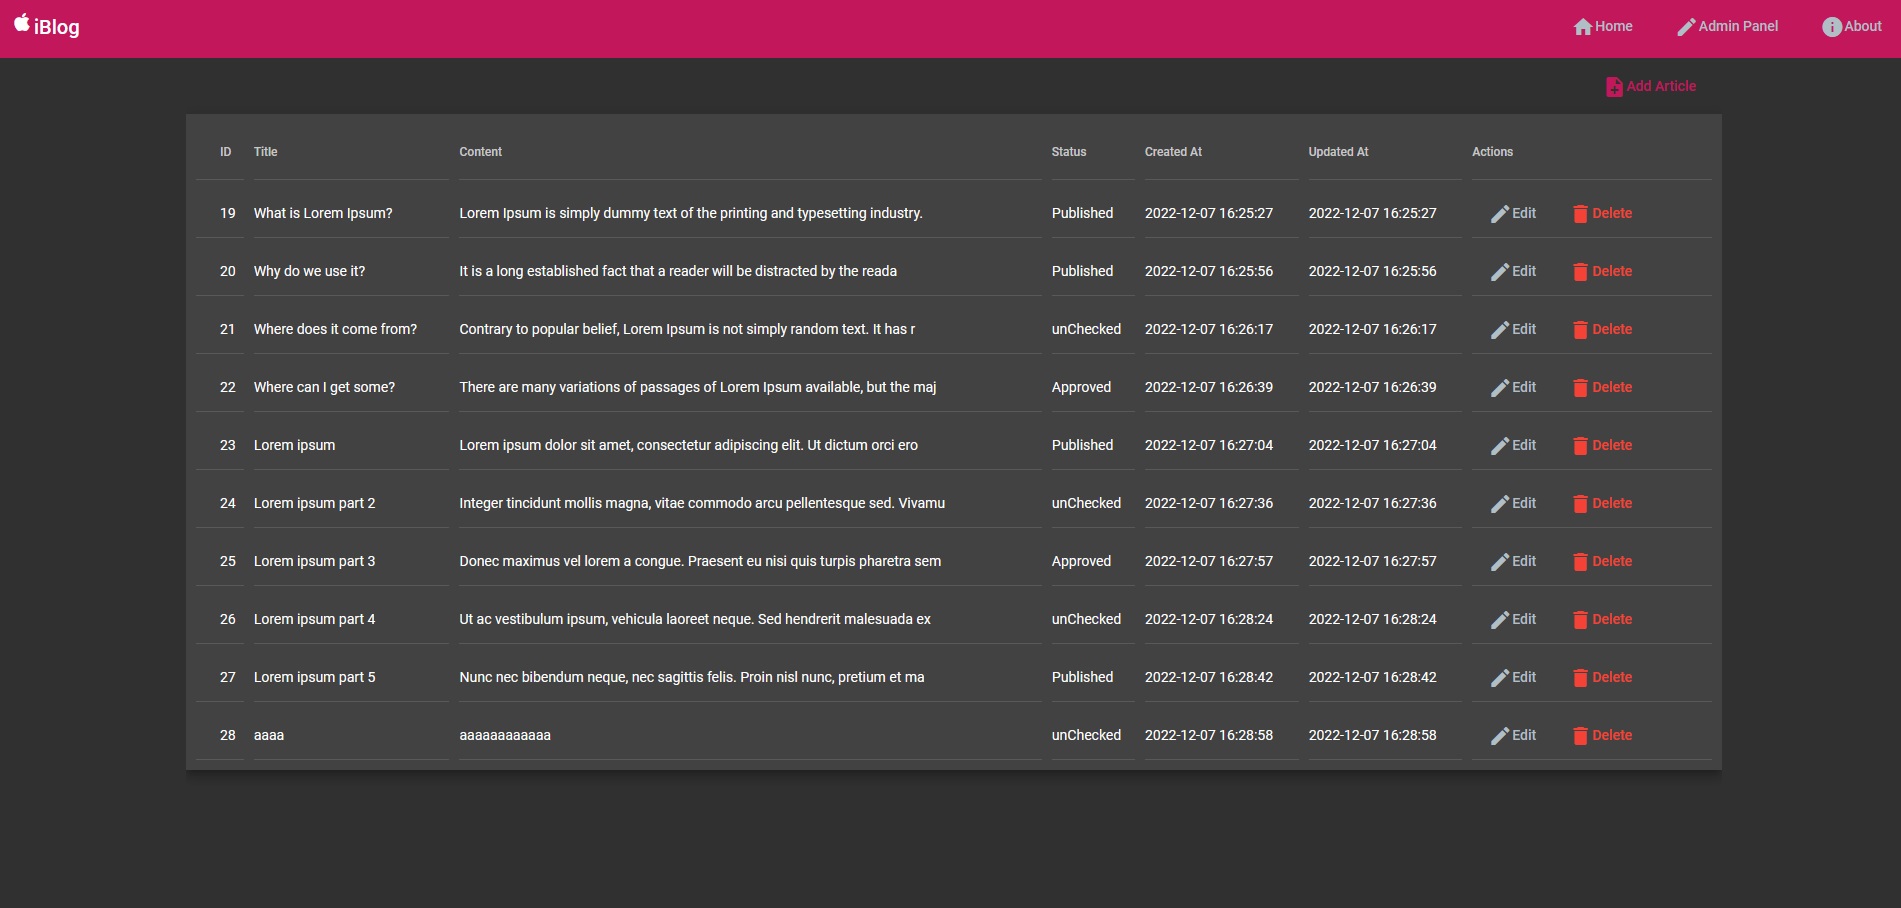 iBlog Home Admin Panel About
Add Article
ID Title Content Status Created At Updated At Actions
19 What is Lorem Ipsum? Lorem Ipsum is simply dummy text of the printing and typesetting industry. Published 2022-12-07 16:25:27 2022-12-07 16:25:27 Edit Delete
20 Why do we use it? It is a long established fact that a reader will be distracted by the reada Published 2022-12-07 16:25:56 2022-12-07 16:25:56 Edit Delete
21 Where does it come from? Contrary to popular belief, Lorem Ipsum is not simply random text. It has r unChecked 2022-12-07 16:26:17 2022-12-07 16:26:17 Edit Delete
22 Where can I get some? There are many variations of passages of Lorem Ipsum available, but the maj Approved 2022-12-07 16:26:39 2022-12-07 16:26:39 Edit Delete
23 Lorem ipsum Lorem ipsum dolor sit amet, consectetur adipiscing elit. Ut dictum orci ero Published 2022-12-07 16:27:04 2022-12-07 16:27:04 Edit Delete
24 Lorem ipsum part 2 Integer tincidunt mollis magna, vitae commodo arcu pellentesque sed. Vivamu unChecked 2022-12-07 16:27:36 2022-12-07 16:27:36 Edit Delete
25 Lorem ipsum part 3 Donec maximus vel lorem a congue. Praesent eu nisi quis turpis pharetra sem Approved 2022-12-07 16:27:57 2022-12-07 16:27:57 Edit Delete
26 Lorem ipsum part 4 Ut ac vestibulum ipsum, vehicula laoreet neque. Sed hendrerit malesuada ex unChecked 2022-12-07 16:28:24 2022-12-07 16:28:24 Edit Delete
27 Lorem ipsum part 5 Nunc nec bibendum neque, nec sagittis felis. Proin nisl nunc, pretium et ma Published 2022-12-07 16:28:42 2022-12-07 16:28:42 Edit Delete
28 aaaa aaaaaaaaaaaa unChecked 2022-12-07 16:28:58 2022-12-07 16:28:58 Edit Delete